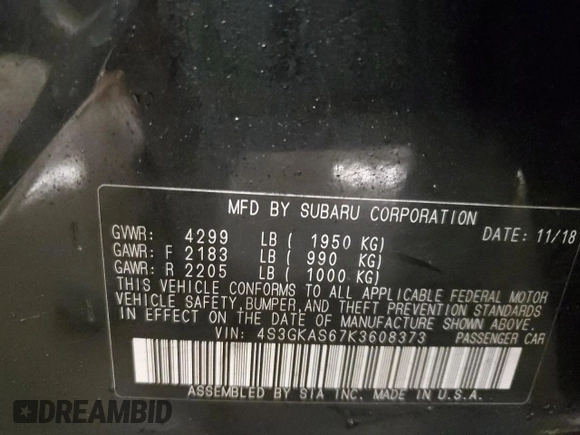 MFD BY SUBARU CORPORATION
GVWR: 4299 LB ( 1950 KG) DATE: 11/18
GAWR: F 2183 LB ( 990 KG)
GAWR: R 2205 LB ( 1000 KG)
THIS VEHICLE CONFORMS TO ALL APPLICABLE FEDERAL MOTOR
VEHICLE SAFETY, BUMPER, AND THEFT PREVENTION STANDARDS
IN EFFECT ON THE DATE OF MANUFACTURE SHOWN ABOVE.
VIN: 4S3GKAS67K3608373 PASSENGER CAR
ASSEMBLED BY SIA INC. MADE IN U.S.A.
DREAMBID